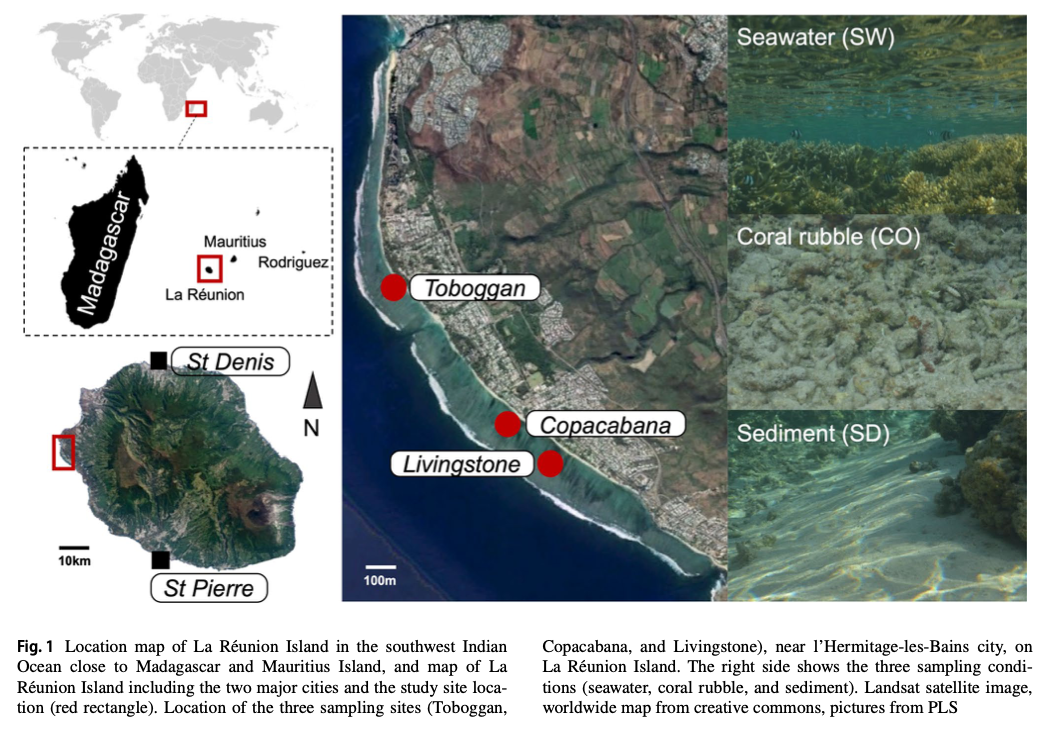 Madagascar
Mauritius
Rodriguez
La Réunion
St Denis
N
10km
St Pierre
Toboggan
Copacabana
Livingstone
100m
Seawater (SW)
Coral rubble (CO)
Sediment (SD)
Fig. 1 Location map of La Réunion Island in the southwest Indian
Ocean close to Madagascar and Mauritius Island, and map of La
Réunion Island including the two major cities and the study site loca-
tion (red rectangle). Location of the three sampling sites (Toboggan,
Copacabana, and Livingstone), near l’Hermitage-les-Bains city, on
La Réunion Island. The right side shows the three sampling condi-
tions (seawater, coral rubble, and sediment). Landsat satellite image,
worldwide map from creative commons, pictures from PLS